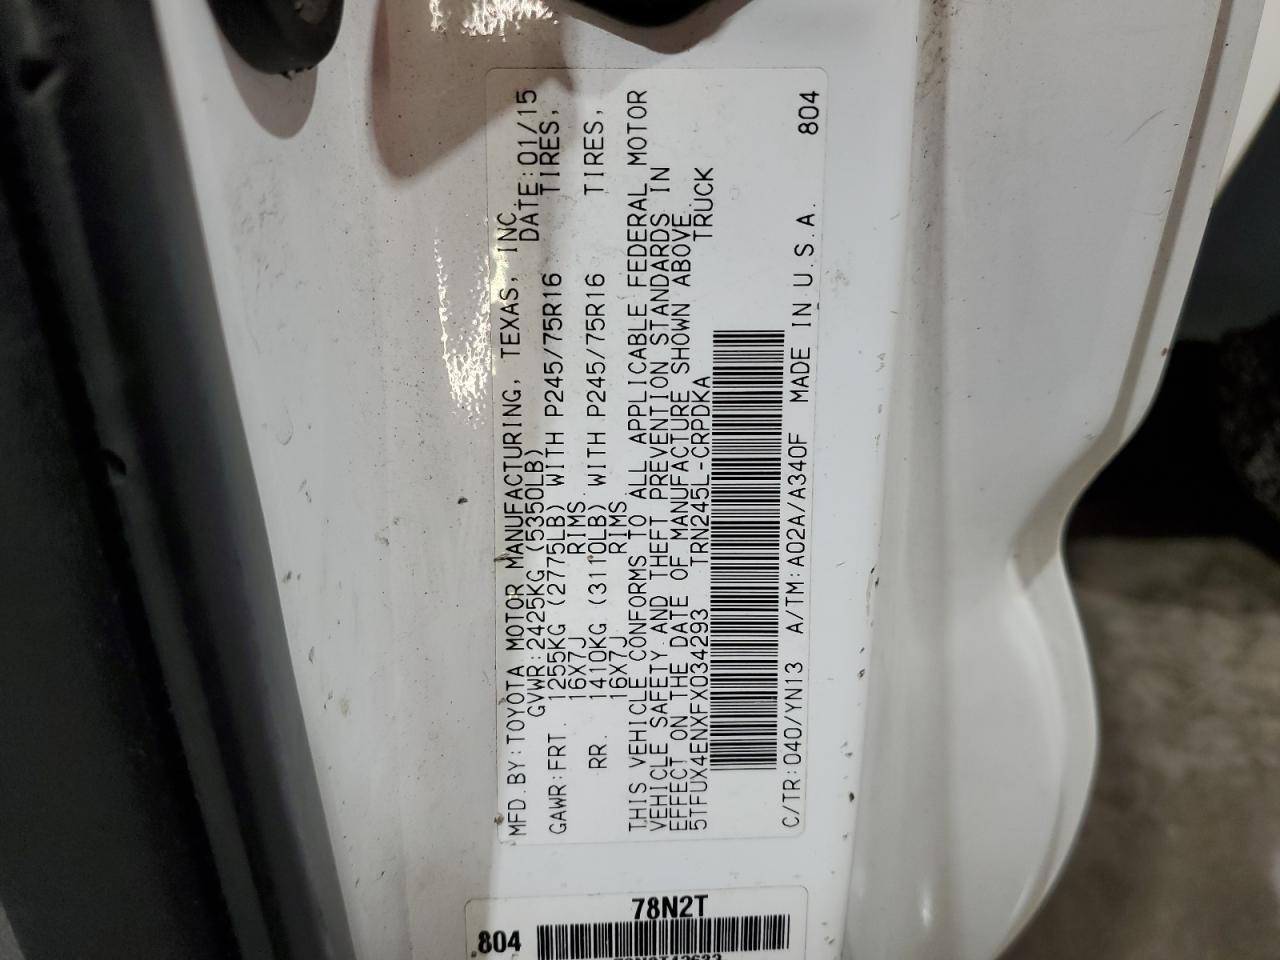 MFD.BY:TOYOTA MOTOR MANUFACTURING, TEXAS, INC.
GVWR:2425KG (5350LB) DATE:01/15
GAWR:FRT. 1255KG (2775LB) WITH P245/75R16 TIRES,
16X7J RIMS
RR. 1410KG (3110LB) WITH P245/75R16 TIRES,
16X7J RIMS
THIS VEHICLE CONFORMS TO ALL APPLICABLE FEDERAL MOTOR
VEHICLE SAFETY AND THEFT PREVENTION STANDARDS IN
EFFECT ON THE DATE OF MANUFACTURE SHOWN ABOVE.
5TFUX4ENXFX034293 TRN245L-CRPDKA TRUCK
C/TR:040/YN13 A/TM:A02A/A340F MADE IN U.S.A. 804
78N2T
804